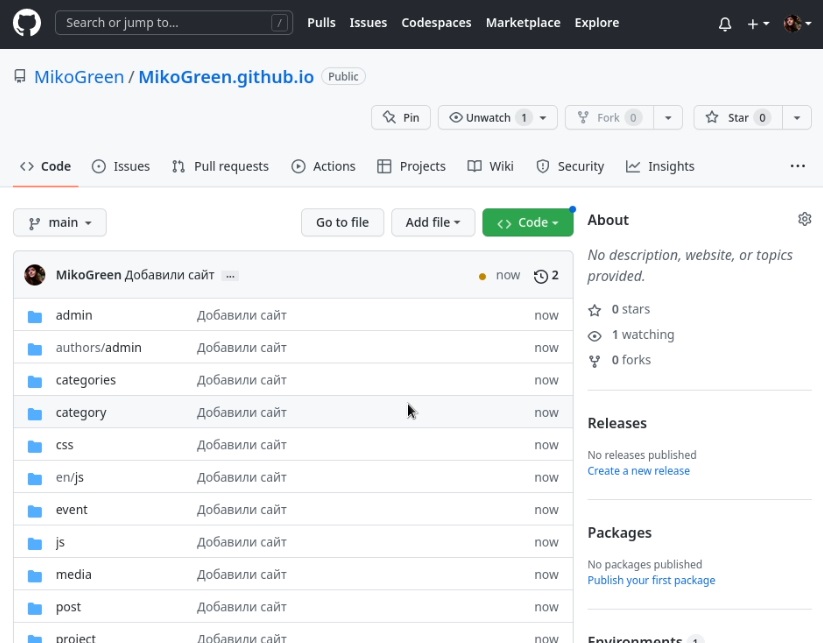 Search or jump to... /
Pulls Issues Codespaces Marketplace Explore
MikoGreen / MikoGreen.github.io Public
Pin Unwatch 1 Fork 0 Star 0
Code Issues Pull requests Actions Projects Wiki Security Insights ...
main Go to file Add file Code
MikoGreen Добавили сайт ... now 2
admin Добавили сайт now
authors/admin Добавили сайт now
categories Добавили сайт now
category Добавили сайт now
css Добавили сайт now
en/js Добавили сайт now
event Добавили сайт now
js Добавили сайт now
media Добавили сайт now
post Добавили сайт now
project Добавили сайт now
About
No description, website, or topics
provided.
0 stars
1 watching
0 forks
Releases
No releases published
Create a new release
Packages
No packages published
Publish your first package
Environments 1